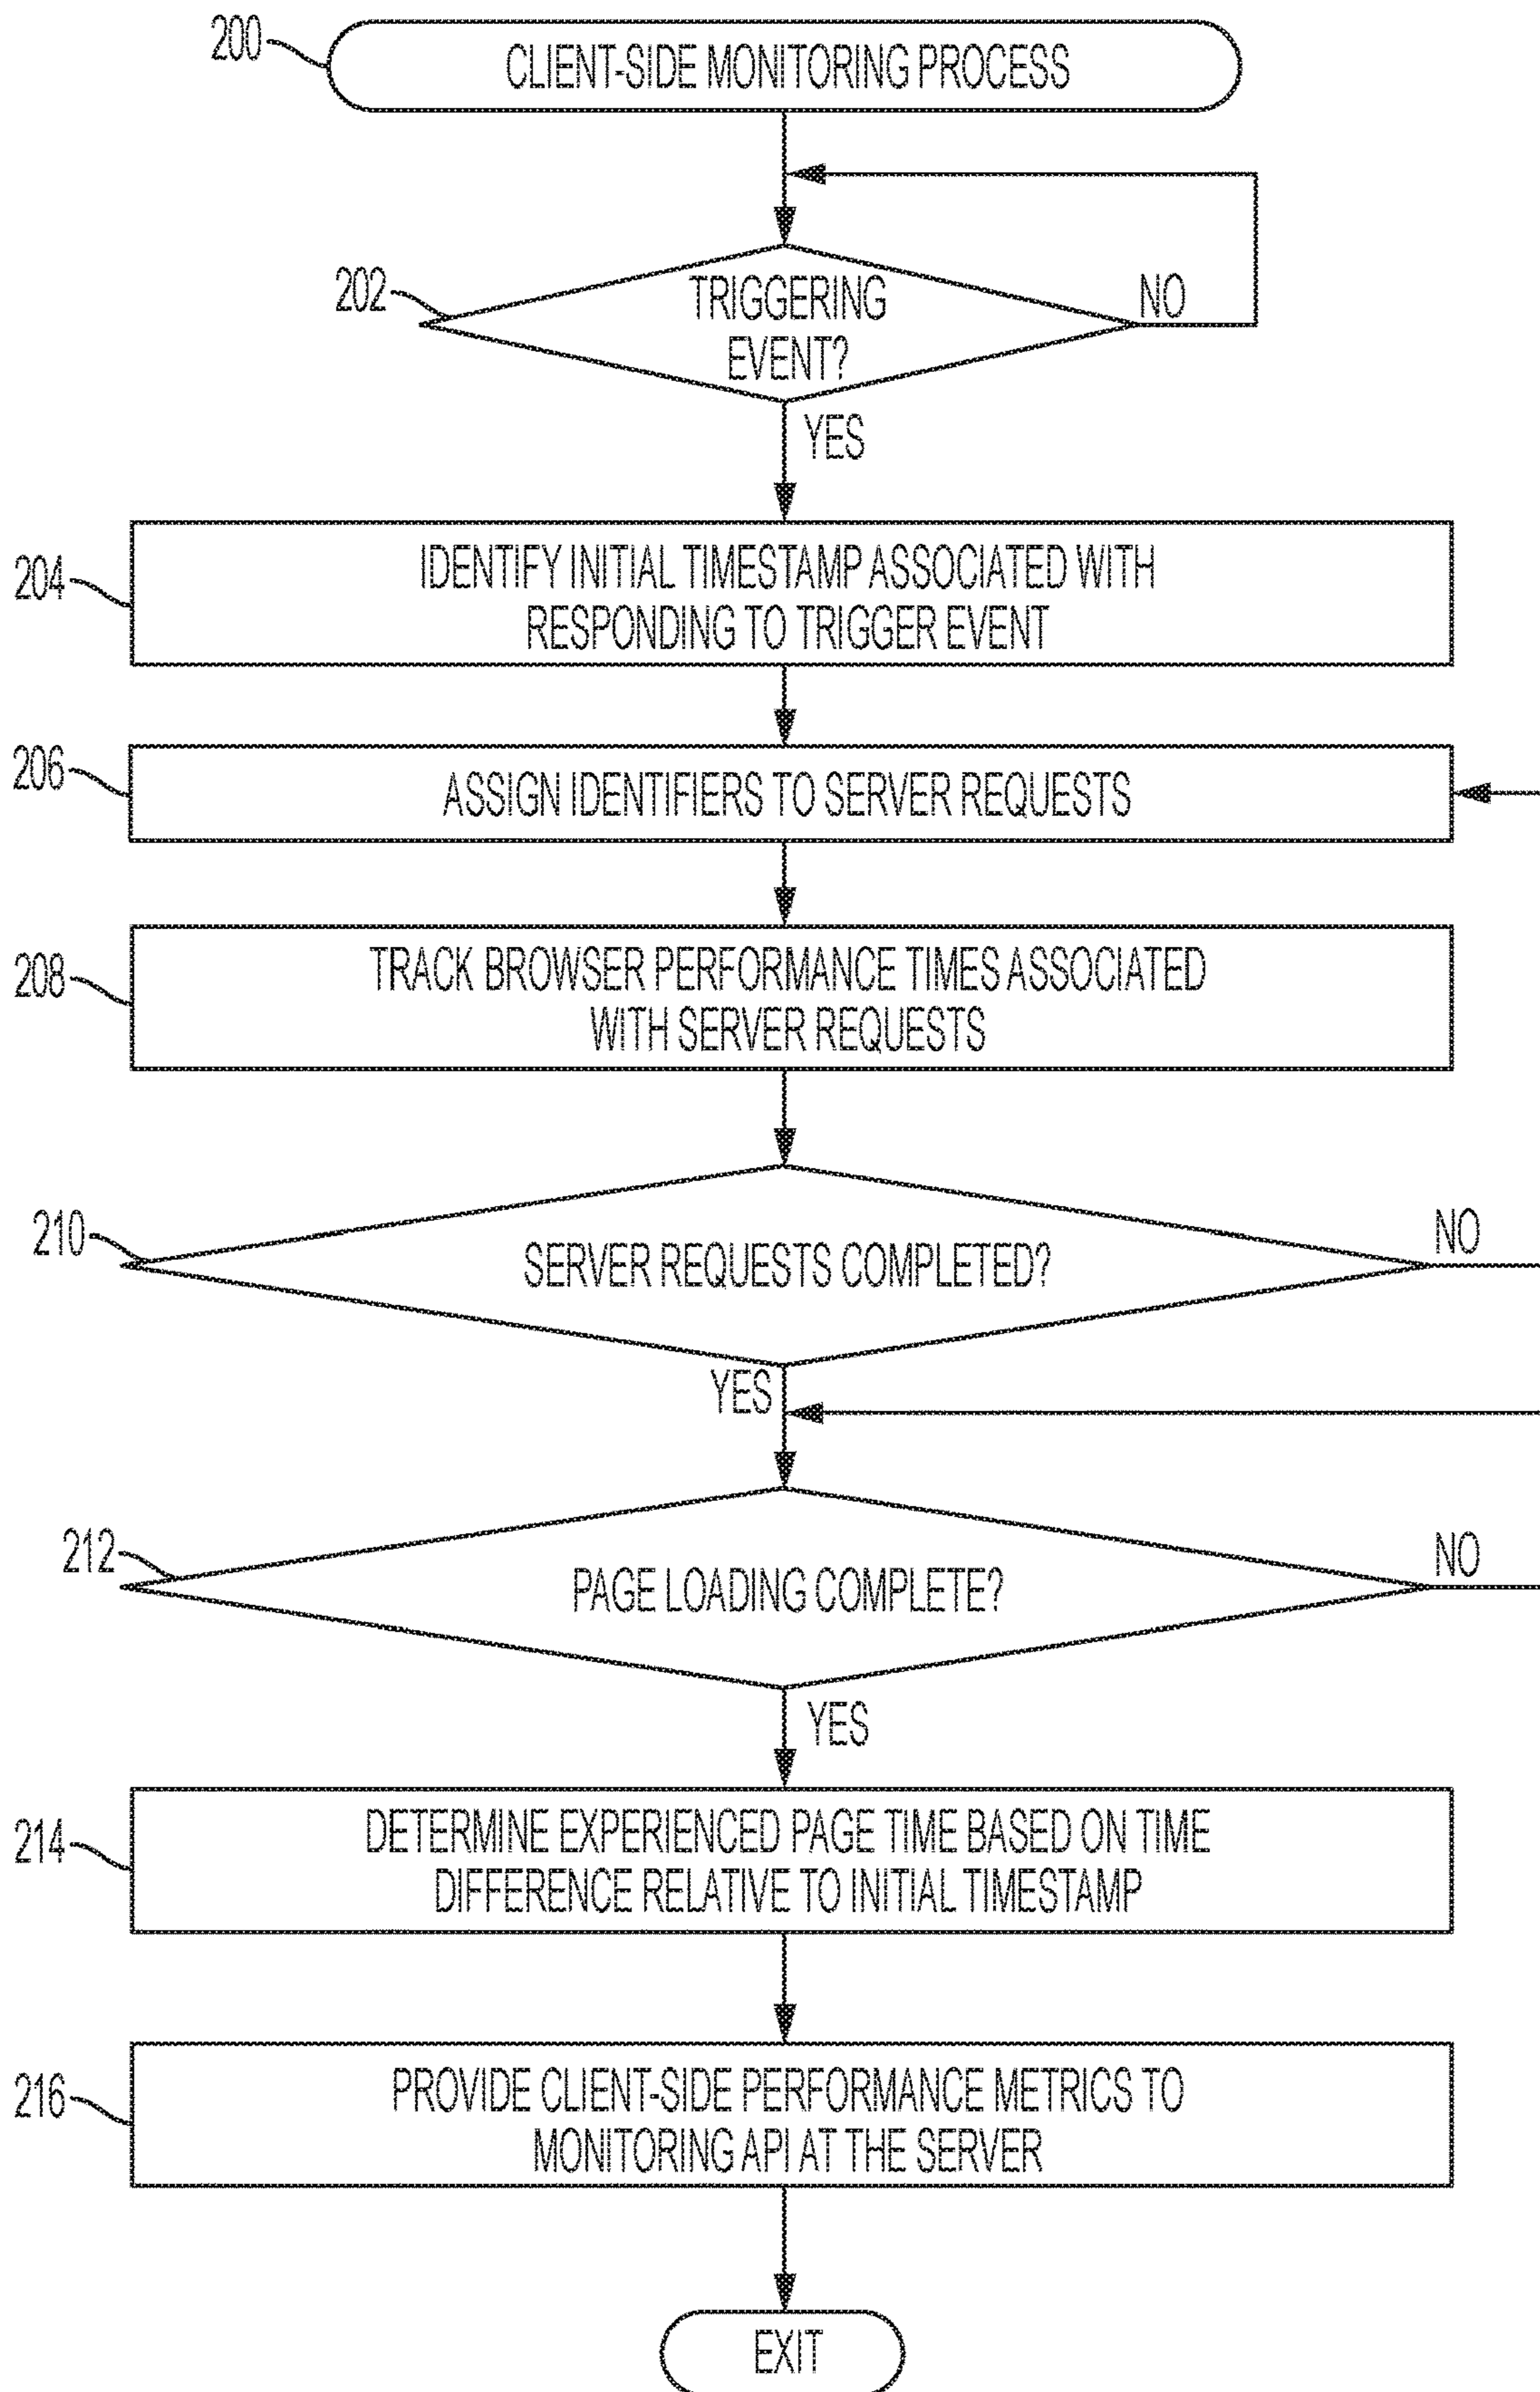 200
CLIENT-SIDE MONITORING PROCESS
202
TRIGGERING
EVENT?
NO
YES
204
IDENTIFY INITIAL TIMESTAMP ASSOCIATED WITH
RESPONDING TO TRIGGER EVENT
206
ASSIGN IDENTIFIERS TO SERVER REQUESTS
208
TRACK BROWSER PERFORMANCE TIMES ASSOCIATED
WITH SERVER REQUESTS
210
SERVER REQUESTS COMPLETED?
NO
YES
212
PAGE LOADING COMPLETE?
NO
YES
214
DETERMINE EXPERIENCED PAGE TIME BASED ON TIME
DIFFERENCE RELATIVE TO INITIAL TIMESTAMP
216
PROVIDE CLIENT-SIDE PERFORMANCE METRICS TO
MONITORING API AT THE SERVER
EXIT